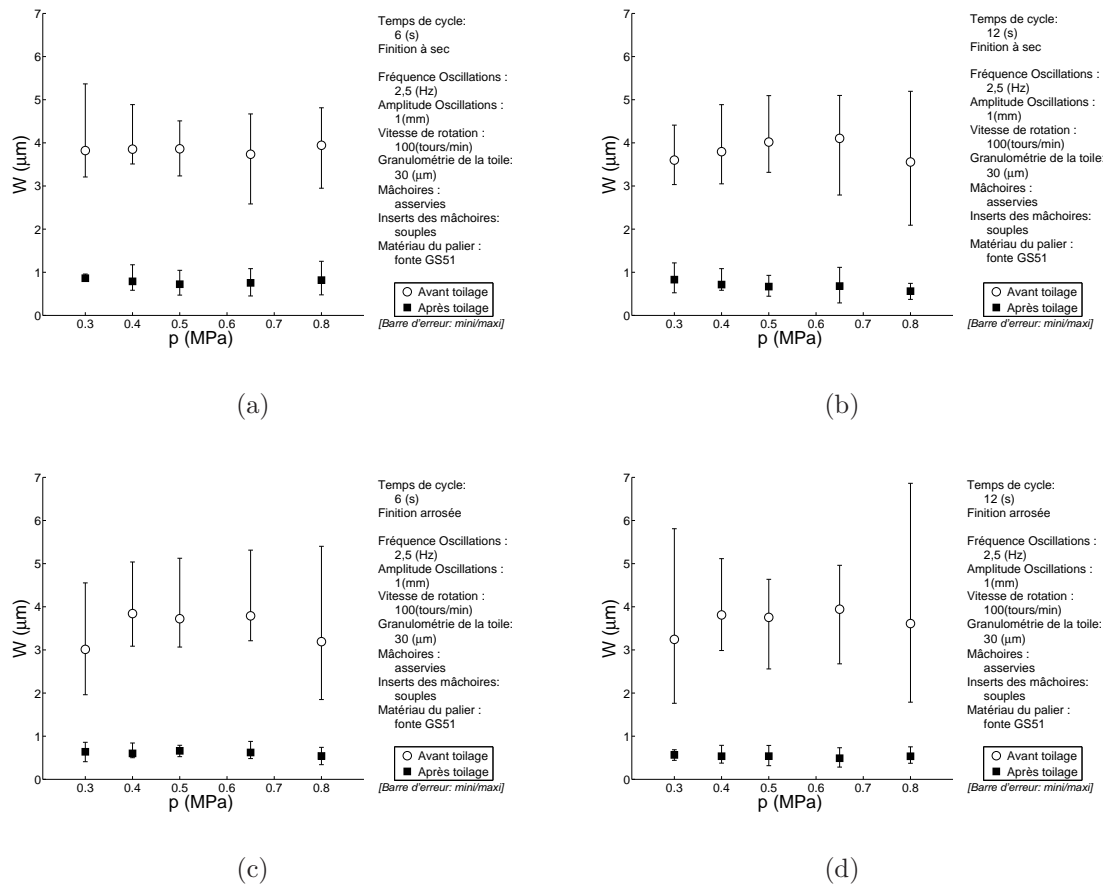 7
6
5
4
3
2
1
0
W (μm)
0.3 0.4 0.5 0.6 0.7 0.8
p (MPa)
Temps de cycle:
6 (s)
Finition à sec
Fréquence Oscillations :
2,5 (Hz)
Amplitude Oscillations :
1(mm)
Vitesse de rotation :
100(tours/min)
Granulométrie de la toile:
30 (μm)
Mâchoires :
asservies
Inserts des mâchoires:
souples
Matériau du palier :
fonte GS51
Avant toilage
Après toilage
[Barre d'erreur: mini/maxi]
(a)
7
6
5
4
3
2
1
0
W (μm)
0.3 0.4 0.5 0.6 0.7 0.8
p (MPa)
Temps de cycle:
12 (s)
Finition à sec
Fréquence Oscillations :
2,5 (Hz)
Amplitude Oscillations :
1(mm)
Vitesse de rotation :
100(tours/min)
Granulométrie de la toile:
30 (μm)
Mâchoires :
asservies
Inserts des mâchoires:
souples
Matériau du palier :
fonte GS51
Avant toilage
Après toilage
[Barre d'erreur: mini/maxi]
(b)
7
6
5
4
3
2
1
0
W (μm)
0.3 0.4 0.5 0.6 0.7 0.8
p (MPa)
Temps de cycle:
6 (s)
Finition arrosée
Fréquence Oscillations :
2,5 (Hz)
Amplitude Oscillations :
1(mm)
Vitesse de rotation :
100(tours/min)
Granulométrie de la toile:
30 (μm)
Mâchoires :
asservies
Inserts des mâchoires:
souples
Matériau du palier :
fonte GS51
Avant toilage
Après toilage
[Barre d'erreur: mini/maxi]
(c)
7
6
5
4
3
2
1
0
W (μm)
0.3 0.4 0.5 0.6 0.7 0.8
p (MPa)
Temps de cycle:
12 (s)
Finition arrosée
Fréquence Oscillations :
2,5 (Hz)
Amplitude Oscillations :
1(mm)
Vitesse de rotation :
100(tours/min)
Granulométrie de la toile:
30 (μm)
Mâchoires :
asservies
Inserts des mâchoires:
souples
Matériau du palier :
fonte GS51
Avant toilage
Après toilage
[Barre d'erreur: mini/maxi]
(d)